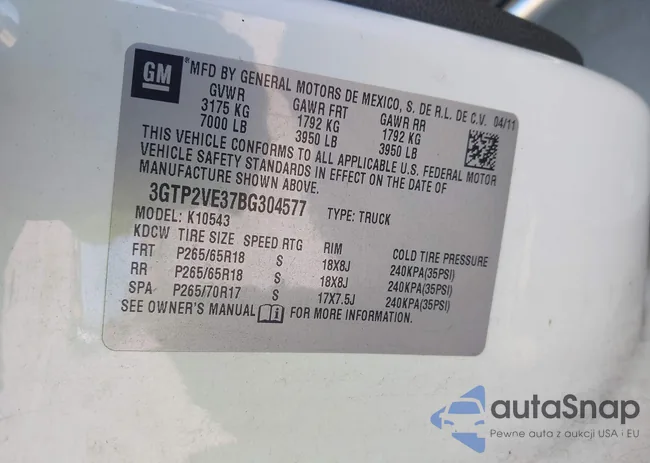 GM
*MFD BY GENERAL MOTORS DE MEXICO, S. DE R.L. DE C.V. 04/11
GVWR GAWR FRT GAWR RR
3175 KG 1792 KG 1792 KG
7000 LB 3950 LB 3950 LB
THIS VEHICLE CONFORMS TO ALL APPLICABLE U.S. FEDERAL MOTOR
VEHICLE SAFETY STANDARDS IN EFFECT ON THE DATE OF
MANUFACTURE SHOWN ABOVE.
3GTP2VE37BG304577 TYPE: TRUCK
MODEL: K10543
KDCW TIRE SIZE SPEED RTG RIM COLD TIRE PRESSURE
FRT P265/65R18 S 18X8J 240KPA(35PSI)
RR P265/65R18 S 18X8J 240KPA(35PSI)
SPA P265/70R17 S 17X7.5J 240KPA(35PSI)
SEE OWNER'S MANUAL FOR MORE INFORMATION.
autaSnap
Pewne auta z aukcji USA i EU